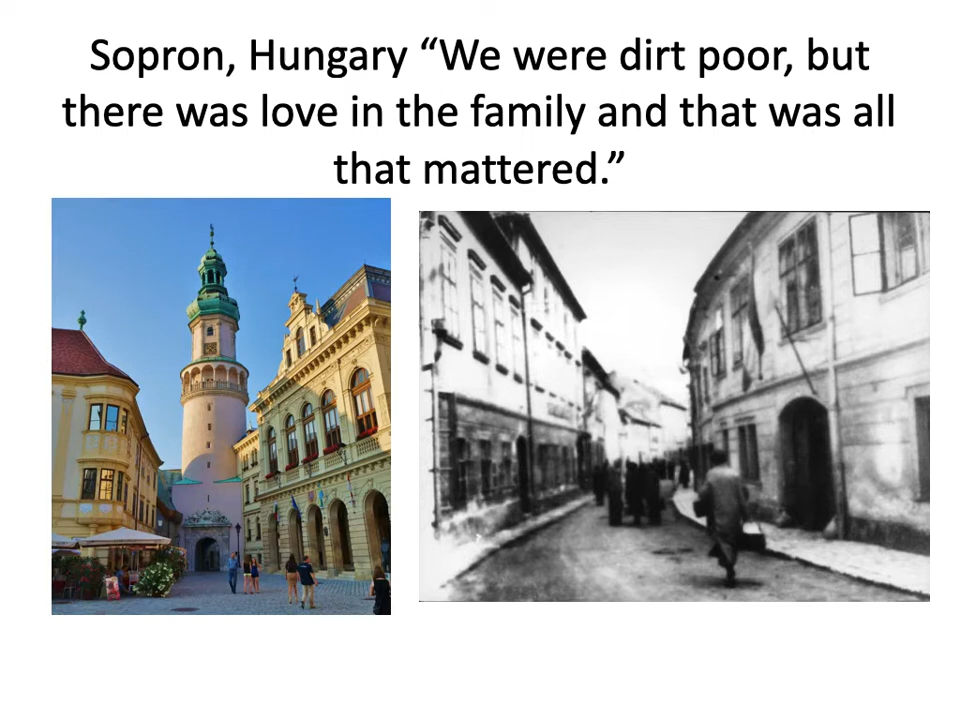 Sopron, Hungary “We were dirt poor, but
there was love in the family and that was all
that mattered.”